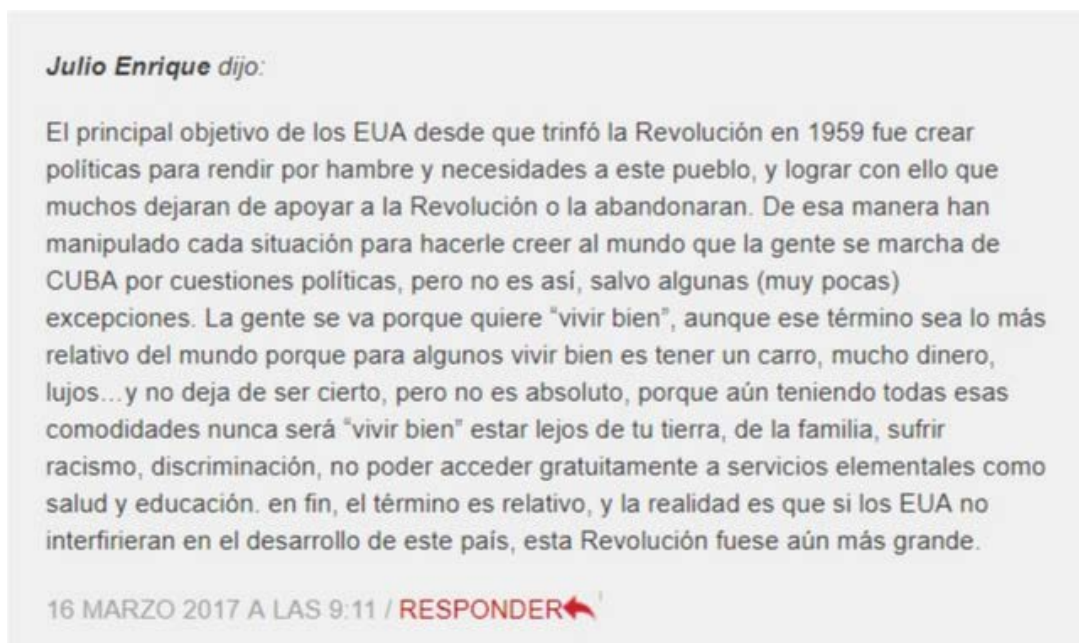 Julio Enrique dijo:
El principal objetivo de los EUA desde que trinfó la Revolución en 1959 fue crear
políticas para rendir por hambre y necesidades a este pueblo, y lograr con ello que
muchos dejaran de apoyar a la Revolución o la abandonaran. De esa manera han
manipulado cada situación para hacerle creer al mundo que la gente se marcha de
CUBA por cuestiones políticas, pero no es así, salvo algunas (muy pocas)
excepciones. La gente se va porque quiere “vivir bien”, aunque ese término sea lo más
relativo del mundo porque para algunos vivir bien es tener un carro, mucho dinero,
lujos...y no deja de ser cierto, pero no es absoluto, porque aún teniendo todas esas
comodidades nunca será “vivir bien” estar lejos de tu tierra, de la familia, sufrir
racismo, discriminación, no poder acceder gratuitamente a servicios elementales como
salud y educación. en fin, el término es relativo, y la realidad es que si los EUA no
interfirieran en el desarrollo de este país, esta Revolución fuese aún más grande.
16 MARZO 2017 A LAS 9:11 / RESPONDER